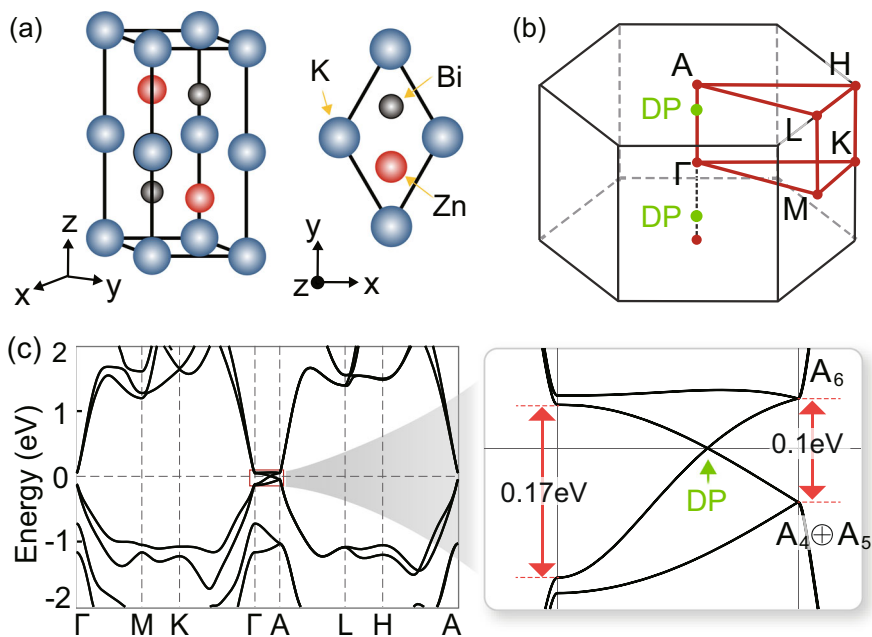 (a)
K
Bi
Zn
z
x
y
y
z
x
(b)
A
H
DP
L
K
Γ
M
DP
(c)
Energy (eV)
2
1
0
-1
-2
Γ
M
K
Γ
A
L
H
A
A₆
0.17eV
0.1eV
DP
A₄⊕A₅